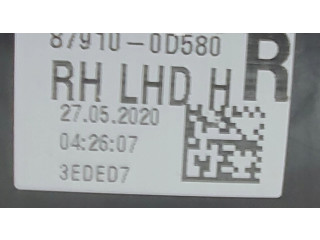 87910-0D580
RH LHD H R
27.05.2020
04:26:07
3EDED7